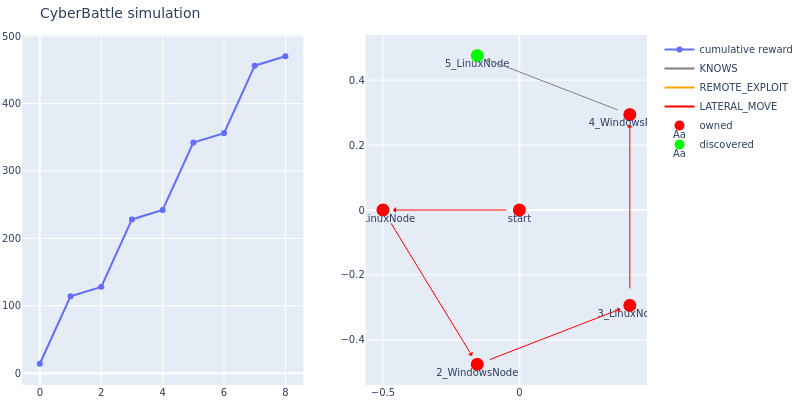 CyberBattle simulation
500
400
300
200
100
0
0
2
4
6
8
0.4
0.2
0
−0.2
−0.4
−0.5
0
5_LinuxNode
4_WindowsN
LinuxNode
start
3_LinuxNo
2_WindowsNode
cumulative reward
KNOWS
REMOTE_EXPLOIT
LATERAL_MOVE
owned
Aa
discovered
Aa